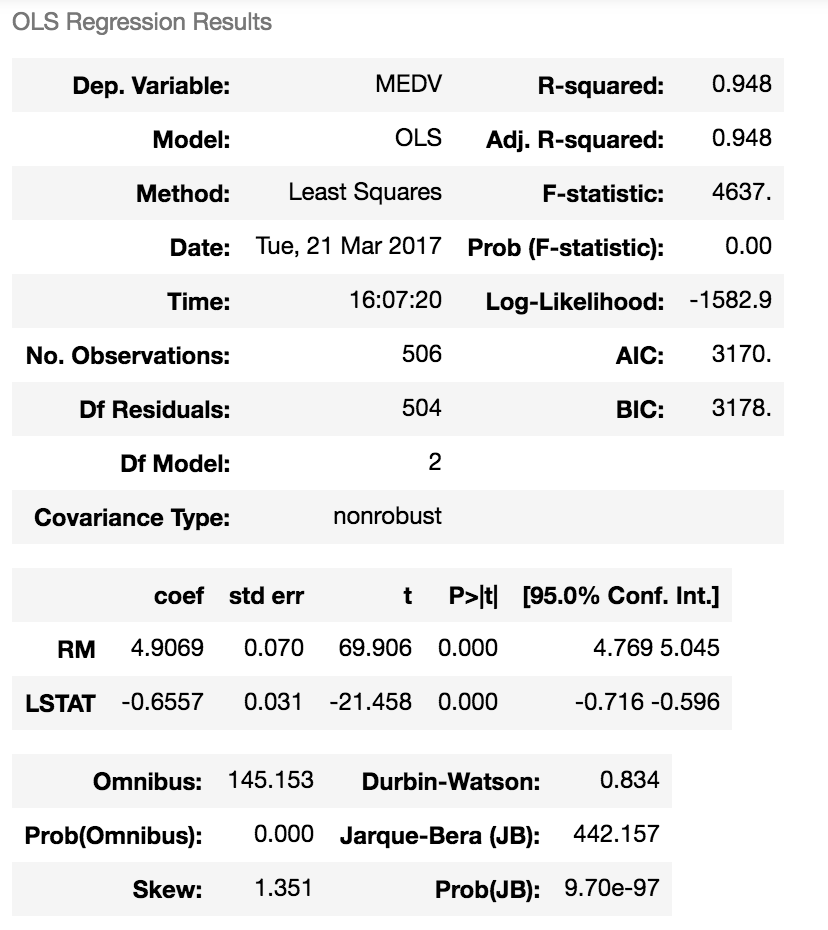 OLS Regression Results
Dep. Variable: MEDV R-squared: 0.948
Model: OLS Adj. R-squared: 0.948
Method: Least Squares F-statistic: 4637.
Date: Tue, 21 Mar 2017 Prob (F-statistic): 0.00
Time: 16:07:20 Log-Likelihood: -1582.9
No. Observations: 506 AIC: 3170.
Df Residuals: 504 BIC: 3178.
Df Model: 2
Covariance Type: nonrobust
coef std err t P>|t| [95.0% Conf. Int.]
RM 4.9069 0.070 69.906 0.000 4.769 5.045
LSTAT -0.6557 0.031 -21.458 0.000 -0.716 -0.596
Omnibus: 145.153 Durbin-Watson: 0.834
Prob(Omnibus): 0.000 Jarque-Bera (JB): 442.157
Skew: 1.351 Prob(JB): 9.70e-97